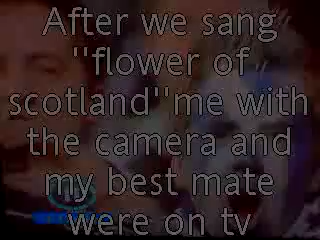 After we sang
"flower of
scotland"me with
the camera and
my best mate
were on tv